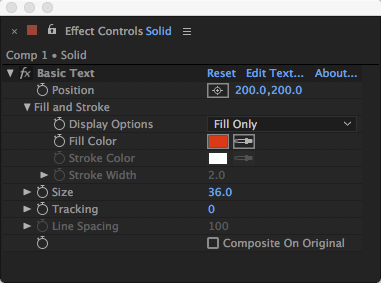 × Effect Controls Solid
Comp 1 • Solid
fx Basic Text Reset Edit Text... About...
Position 200.0,200.0
Fill and Stroke
Display Options Fill Only
Fill Color
Stroke Color
Stroke Width 2.0
Size 36.0
Tracking 0
Line Spacing 100
Composite On Original